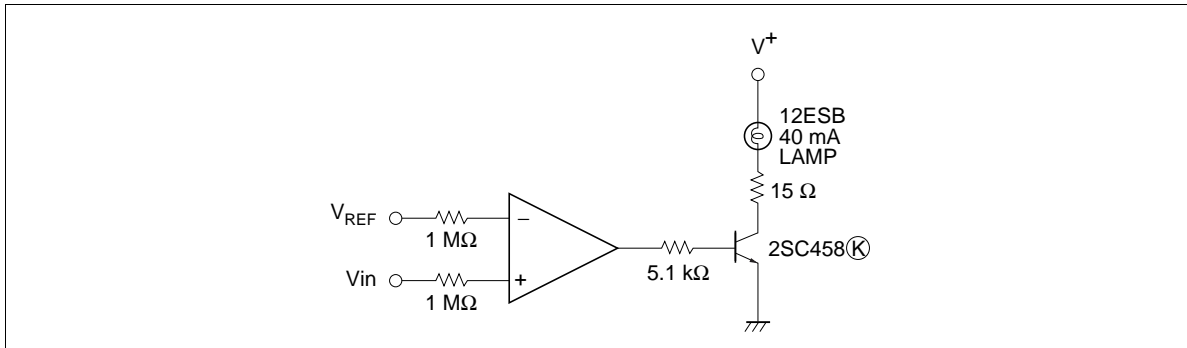 V+
12ESB
40 mA
LAMP
15 Ω
VREF
−
1 MΩ
2SC458Ⓚ
5.1 kΩ
Vin
+
1 MΩ